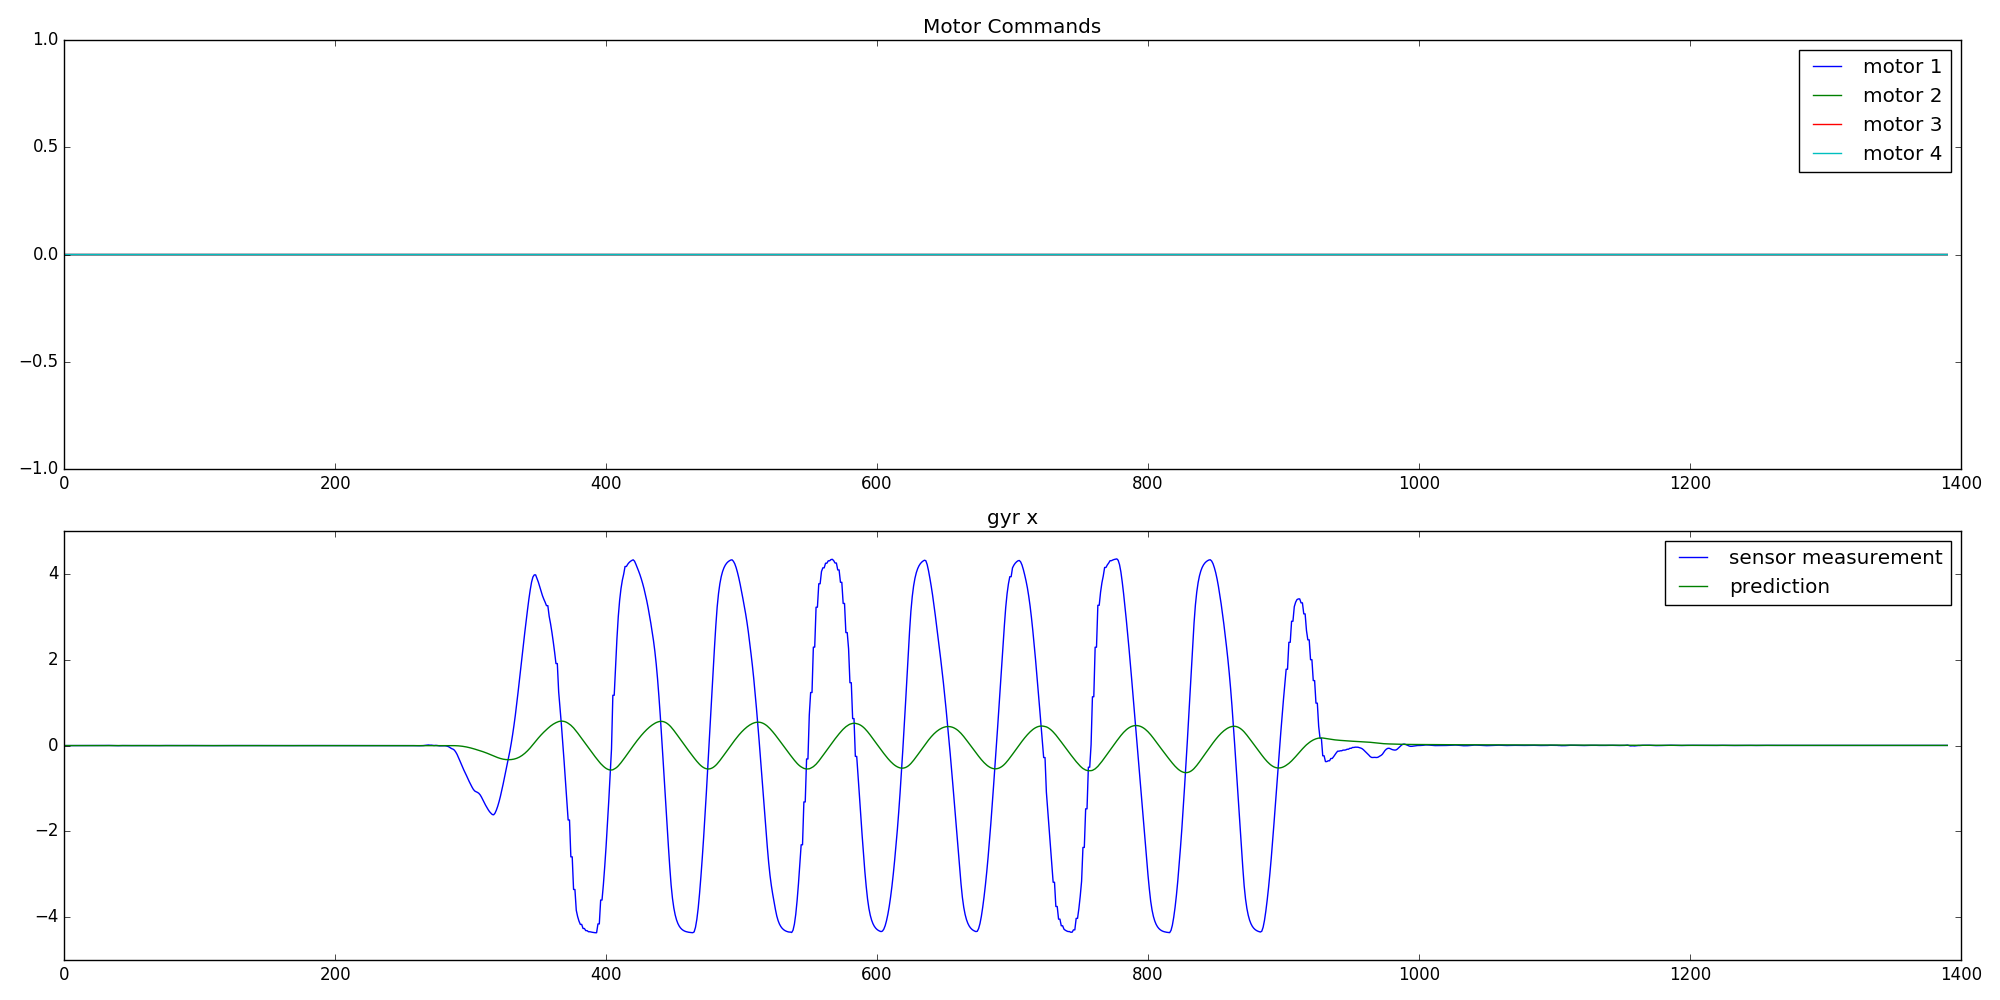 Motor Commands
1.0
0.5
0.0
−0.5
−1.0
0 200 400 600 800 1000 1200 1400
motor 1
motor 2
motor 3
motor 4
gyr x
4
2
0
−2
−4
0 200 400 600 800 1000 1200 1400
sensor measurement
prediction